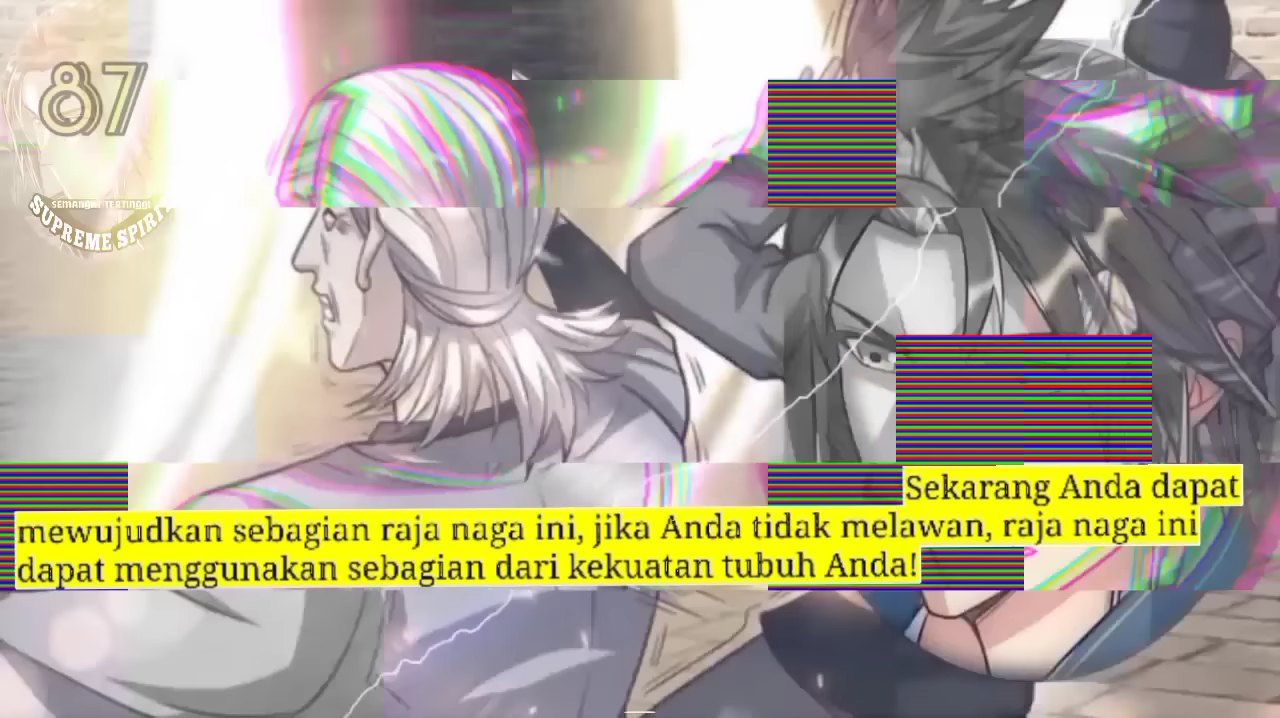 87
SEMANGAT TERTINGGI
SUPREME SPIRIT
Sekarang Anda dapat
mewujudkan sebagian raja naga ini, jika Anda tidak melawan, raja naga ini
dapat menggunakan sebagian dari kekuatan tubuh Anda!